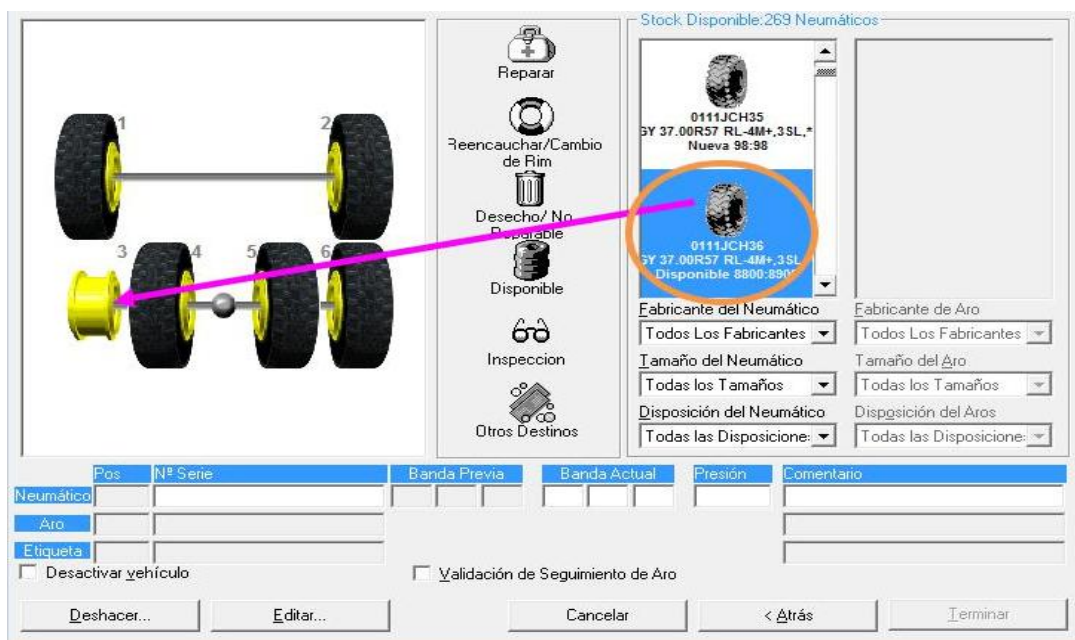 Stock Disponible:269 Neumáticos
1
2
3
4
5
6
Reparar
Reencauchar/Cambio
de Rim
Desecho/ No
Reparable
Disponible
Inspeccion
Otros Destinos
0111JCH35
GY 37.00R57 RL-4M+,3SL,*
Nueva 98:98
0111JCH36
GY 37.00R57 RL-4M+,3SL
Disponible 8800:8900
Fabricante del Neumático
Todos Los Fabricantes
Tamaño del Neumático
Todas los Tamaños
Disposición del Neumático
Todas las Disposicione
Fabricante de Aro
Todos Los Fabricantes
Tamaño del Aro
Todas los Tamaños
Disposición del Aros
Todas las Disposicione
Pos Nº Serie Banda Previa Banda Actual Presión Comentario
Neumático
Aro
Etiqueta
Desactivar vehículo
Validación de Seguimiento de Aro
Deshacer... Editar... Cancelar < Atrás Terminar